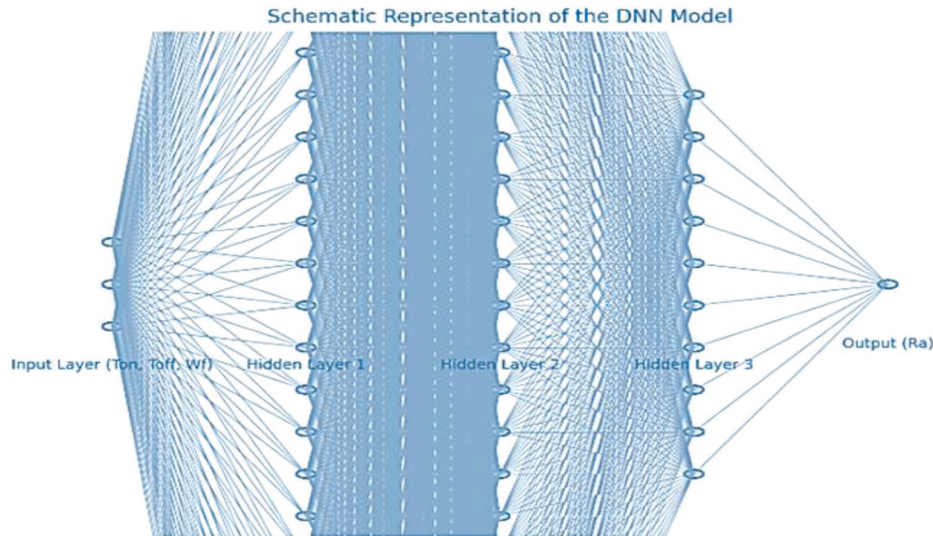 Schematic Representation of the DNN Model
Output (Ra)
Input Layer (Ton, Toff, Wf)
Hidden Layer 1
Hidden Layer 2
Hidden Layer 3